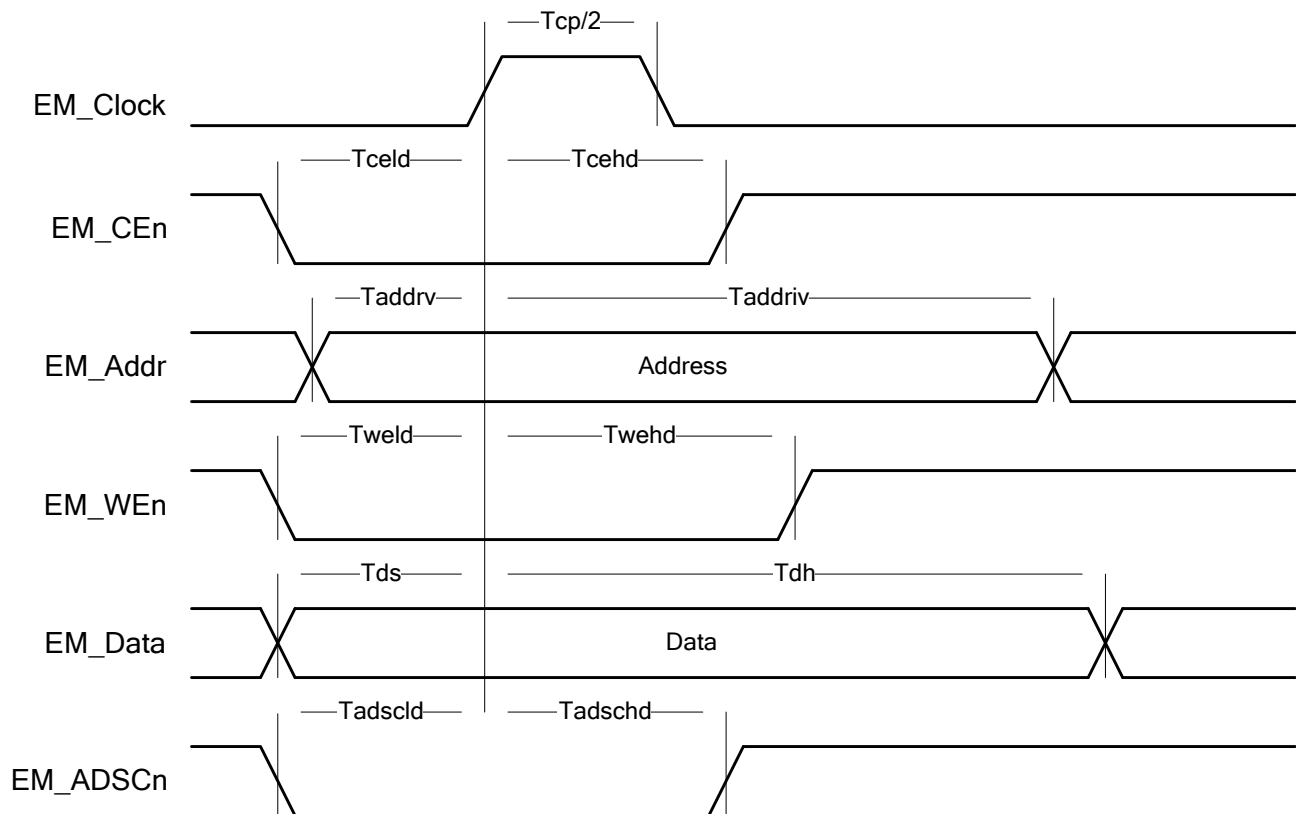 Tcp/2
EM_Clock
Tceld Tcehd
EM_CEn
Taddrv Taddriv
EM_Addr Address
Tweld Twehd
EM_WEn
Tds Tdh
EM_Data Data
Tadscld Tadschd
EM_ADSCn